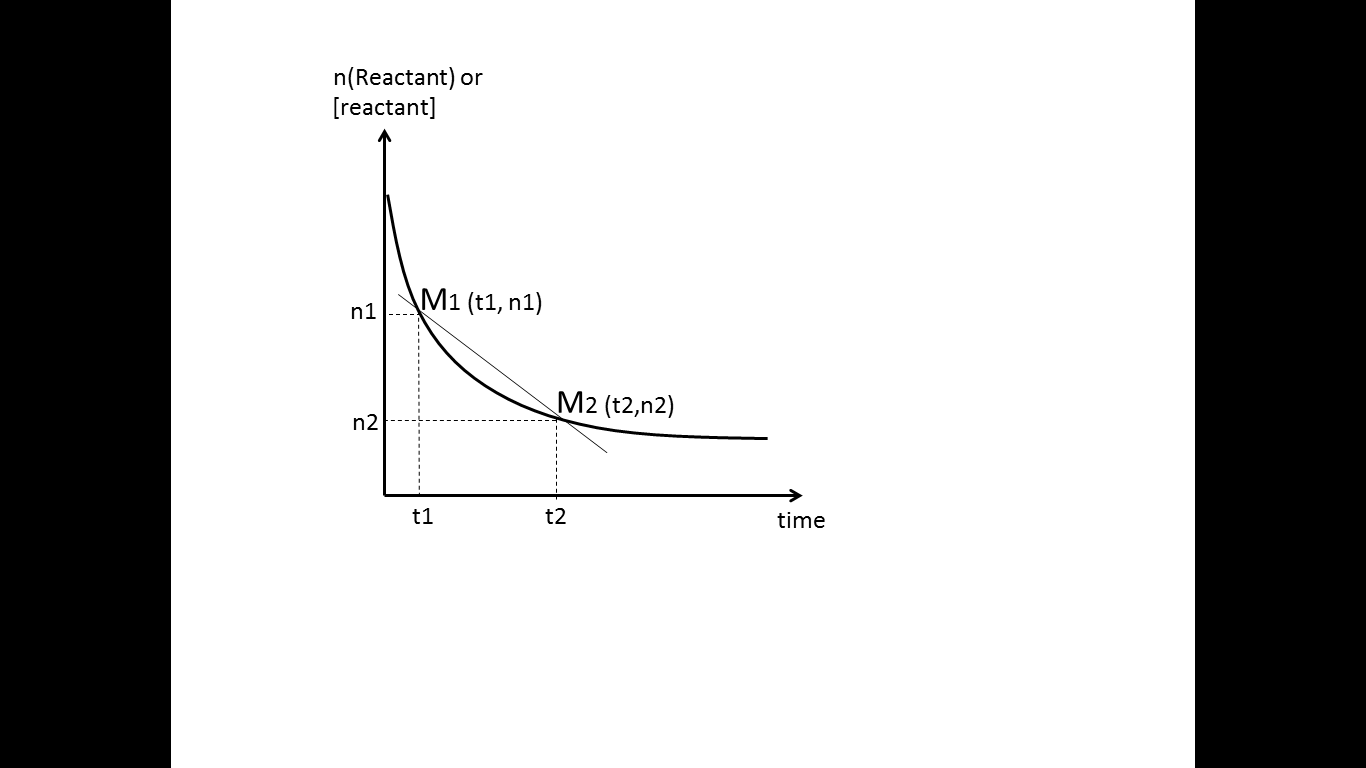 n(Reactant) or
[reactant]
n1
M1 (t1, n1)
n2
M2 (t2,n2)
t1
t2
time